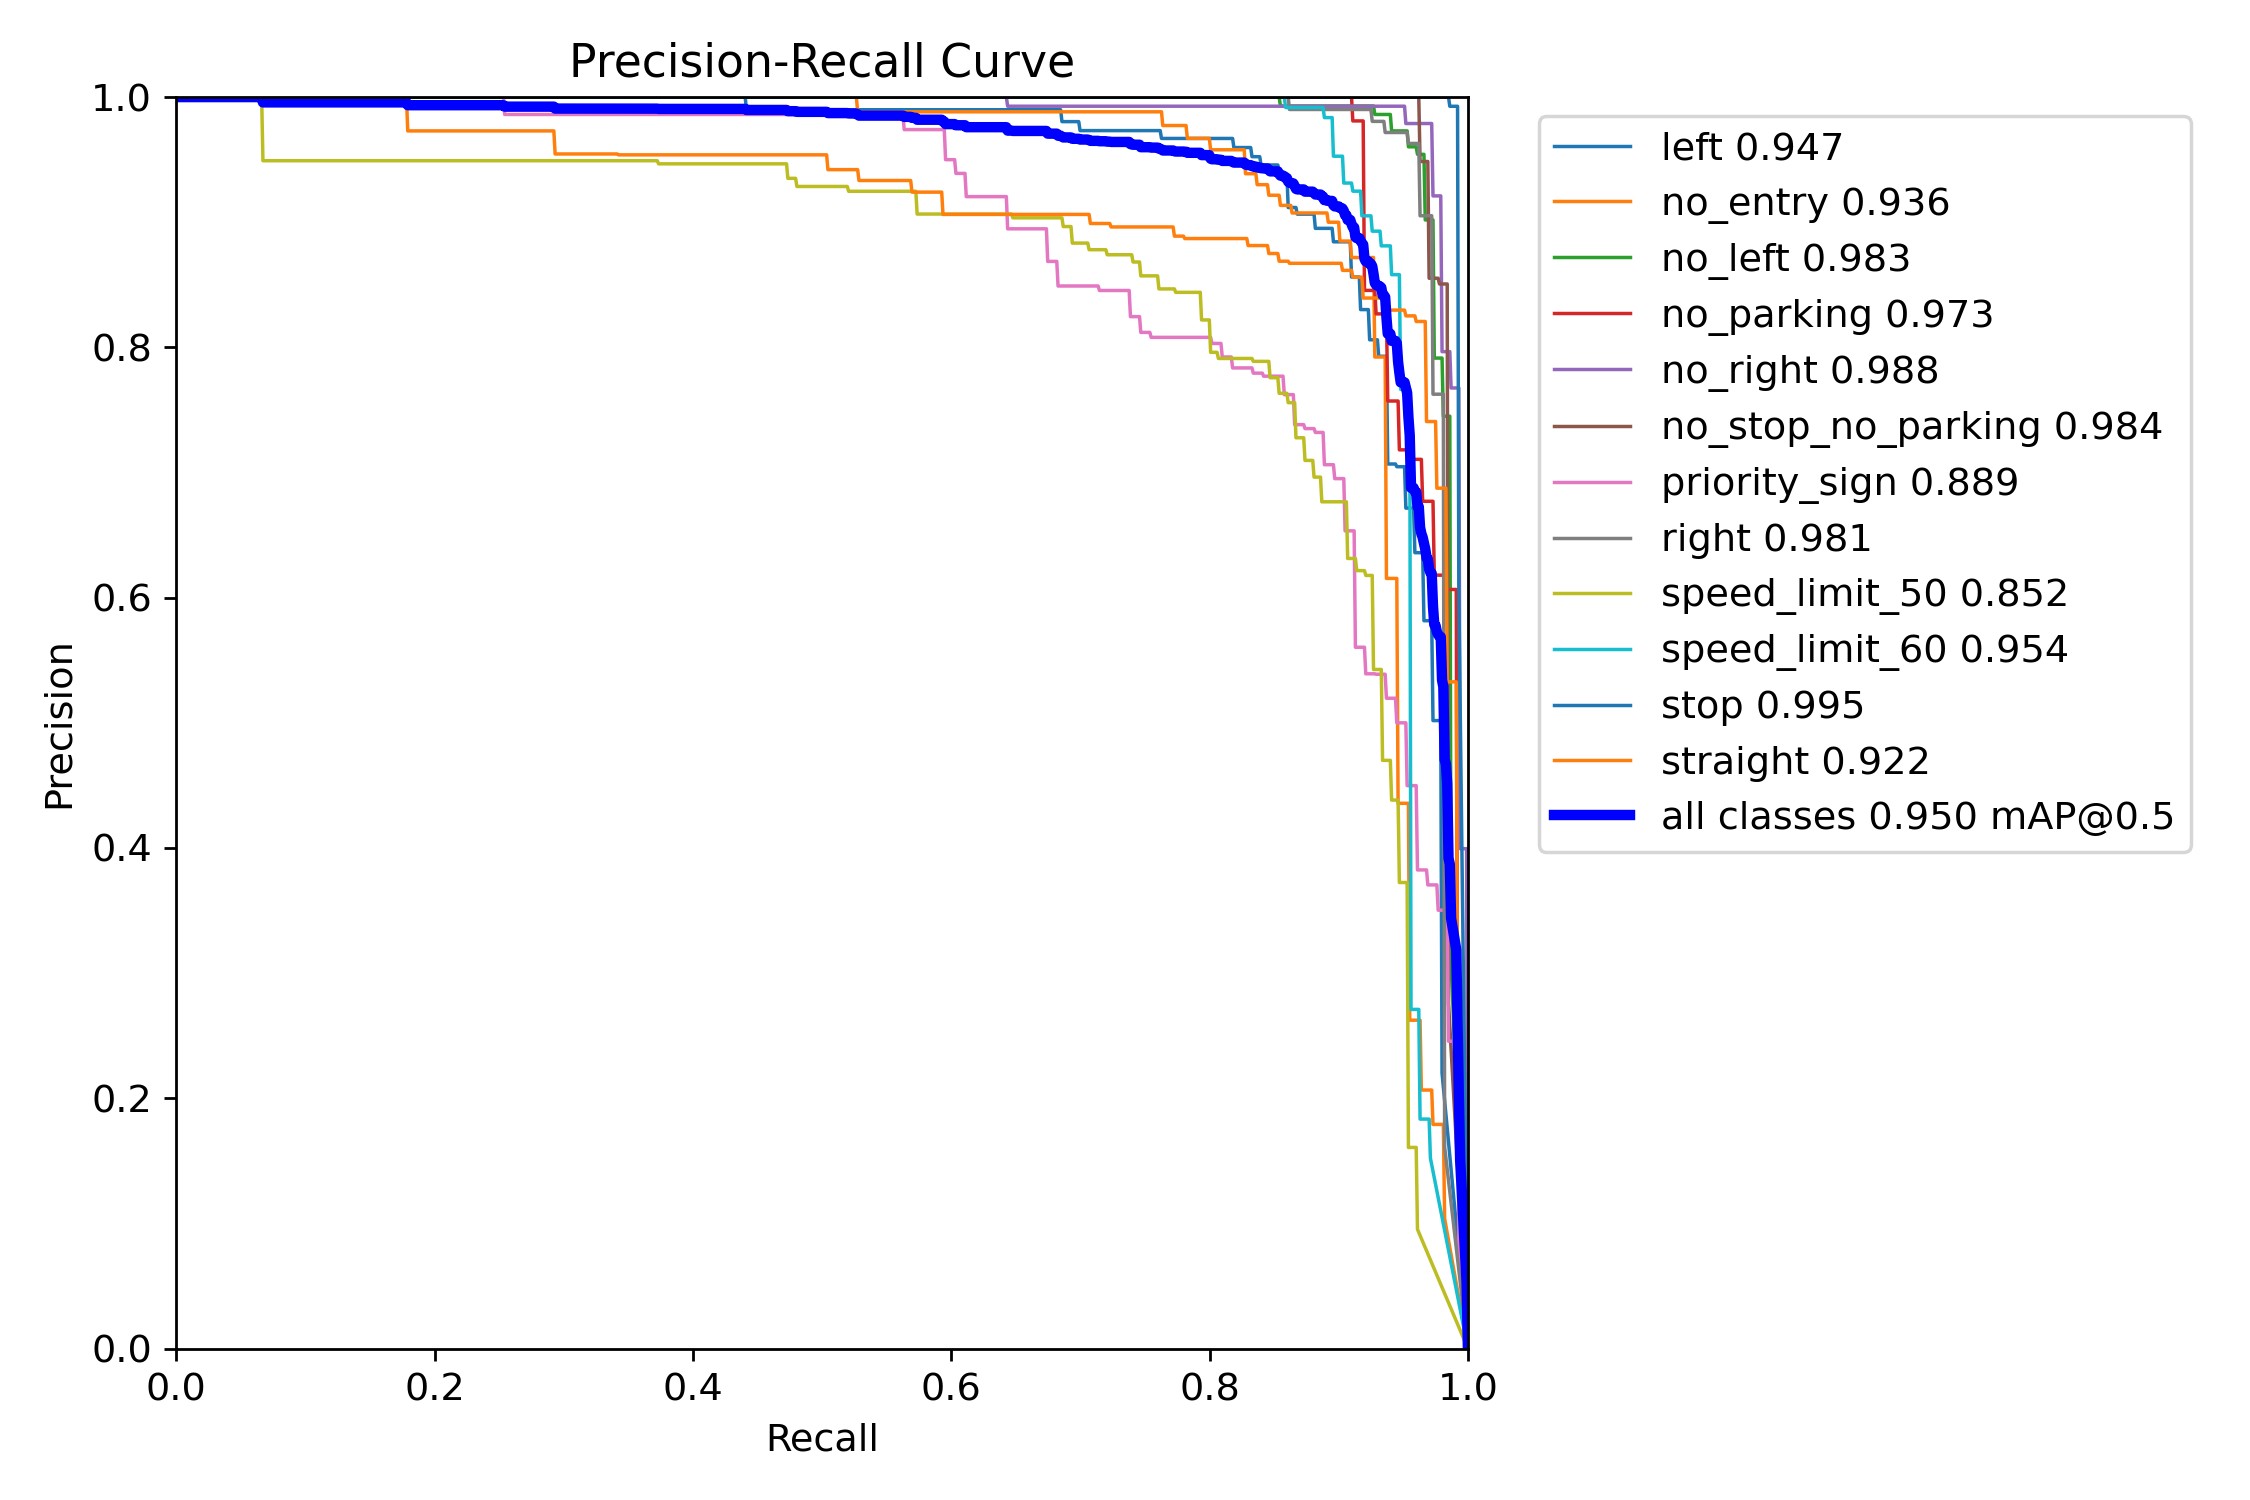 Precision-Recall Curve
1.0
0.8
0.6
0.4
0.2
0.0
Precision
0.0 0.2 0.4 0.6 0.8 1.0
Recall
left 0.947
no_entry 0.936
no_left 0.983
no_parking 0.973
no_right 0.988
no_stop_no_parking 0.984
priority_sign 0.889
right 0.981
speed_limit_50 0.852
speed_limit_60 0.954
stop 0.995
straight 0.922
all classes 0.950 mAP@0.5